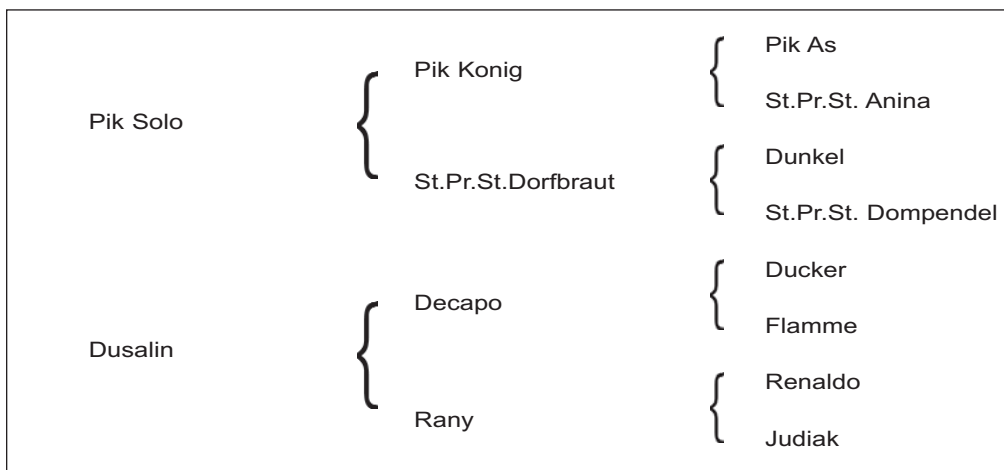 Pik Solo
Pik Konig
Pik As
St.Pr.St. Anina
St.Pr.St.Dorfbraut
Dunkel
St.Pr.St. Dompendel
Dusalin
Decapo
Ducker
Flamme
Rany
Renaldo
Judiak